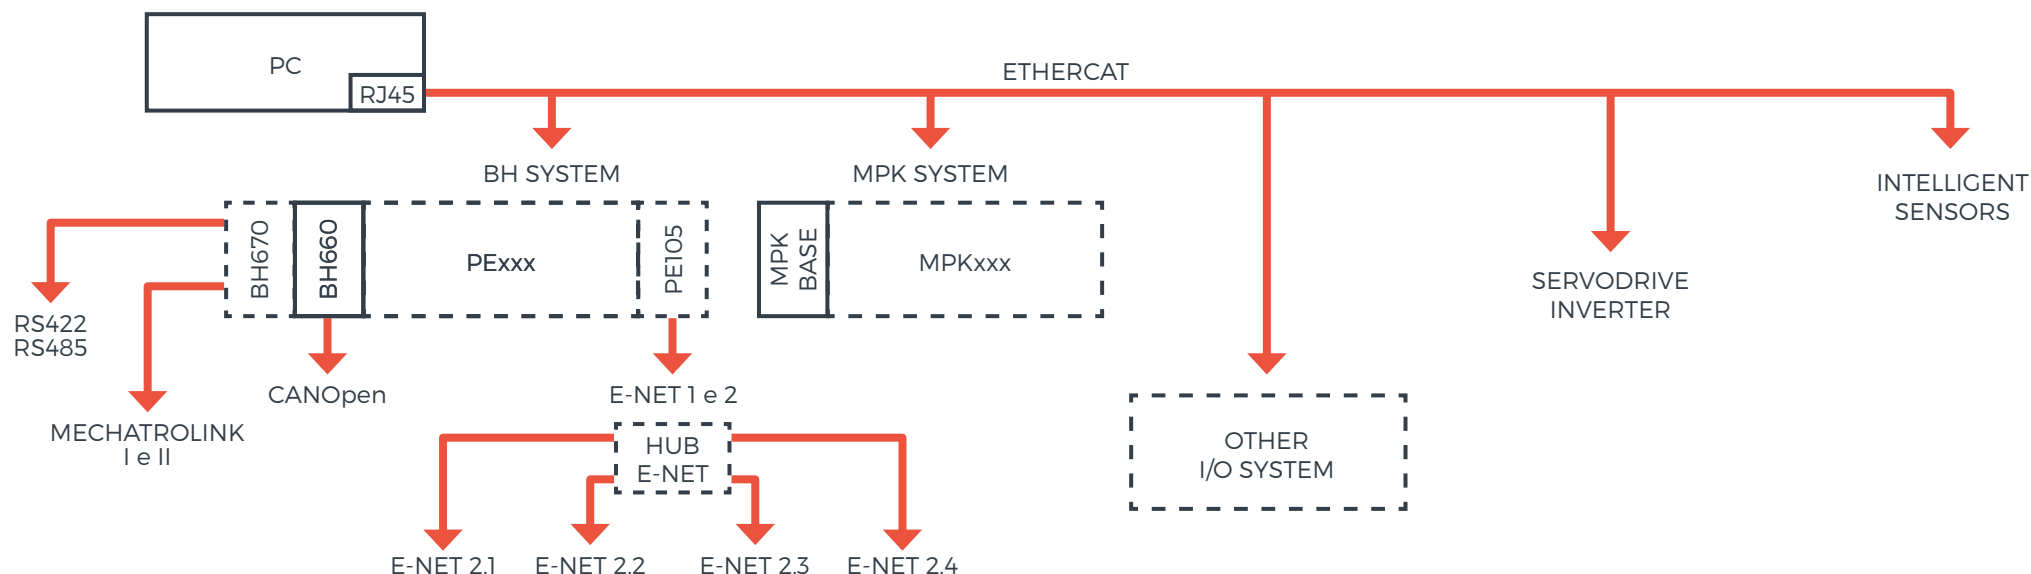 PC
RJ45
ETHERCAT
BH SYSTEM
MPK SYSTEM
INTELLIGENT
SENSORS
BH670
BH660
PExxx
PE105
MPK
BASE
MPKxxx
SERVODRIVE
INVERTER
RS422
RS485
CANOpen
E-NET 1 e 2
MECHATROLINK
I e II
HUB
E-NET
OTHER
I/O SYSTEM
E-NET 2.1
E-NET 2.2
E-NET 2.3
E-NET 2.4